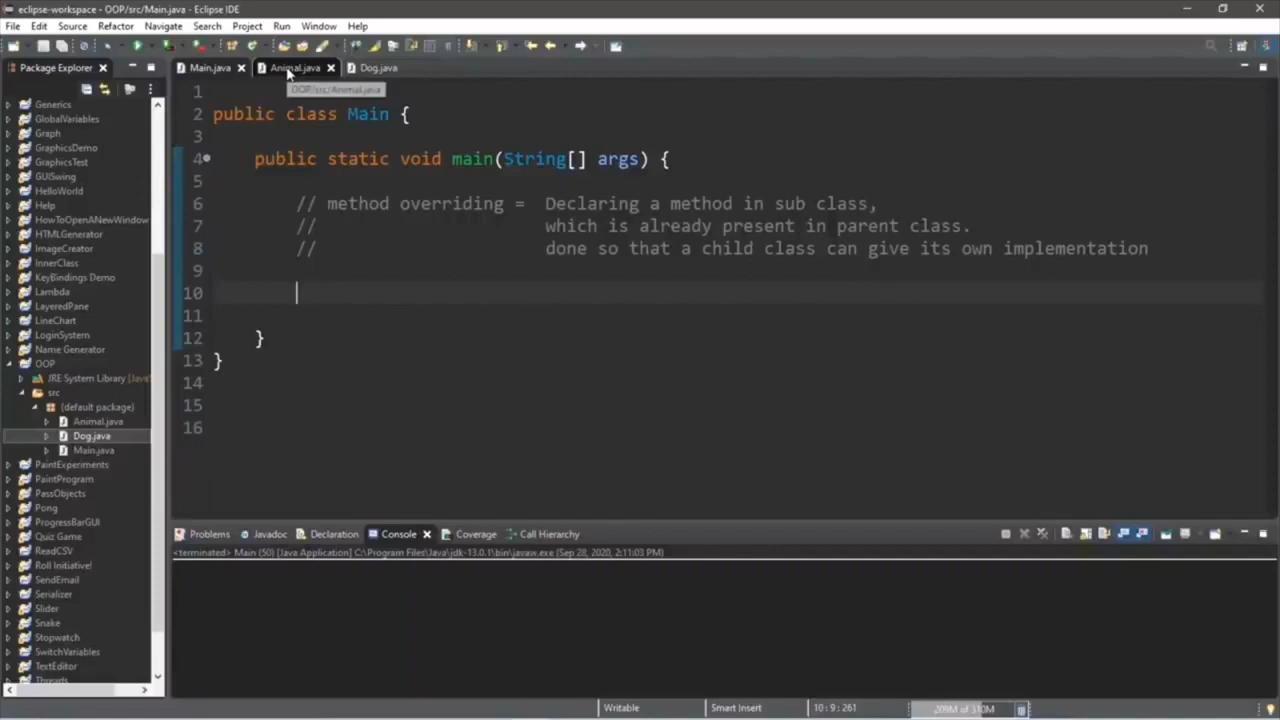 eclipse-workspace - OOP/src/Main.java - Eclipse IDE
File Edit Source Refactor Navigate Search Project Run Window Help
Package Explorer
Main.java Animal.java Dog.java
OOP/src/Animal.java
Generics
GlobalVariables
Graph
GraphicsDemo
GraphicsTest
GUISwing
HelloWorld
Help
HowToOpenANewWindow
HTMLGenerator
ImageCreator
InnerClass
KeyBindings Demo
Lambda
LayeredPane
LineChart
LoginSystem
Name Generator
OOP
JRE System Library [Java
src
(default package)
Animal.java
Dog.java
Main.java
PaintExperiments
PaintProgram
PassObjects
Pong
ProgressBarGUI
Quiz Game
ReadCSV
Roll Initiative!
SendEmail
Serializer
Slider
Snake
Stopwatch
SwitchVariables
TextEditor
Threads
1
2 public class Main {
3
4 public static void main(String[] args) {
5
6 // method overriding = Declaring a method in sub class,
7 // which is already present in parent class.
8 // done so that a child class can give its own implementation
9
10
11
12 }
13 }
14
15
16
Problems Javadoc Declaration Console Coverage Call Hierarchy
<terminated> Main (50) [Java Application] C:\Program Files\Java\jdk-13.0.1\bin\javaw.exe (Sep 28, 2020, 2:11:03 PM)
Writable Smart Insert 10 : 9 : 261 209M of 310M